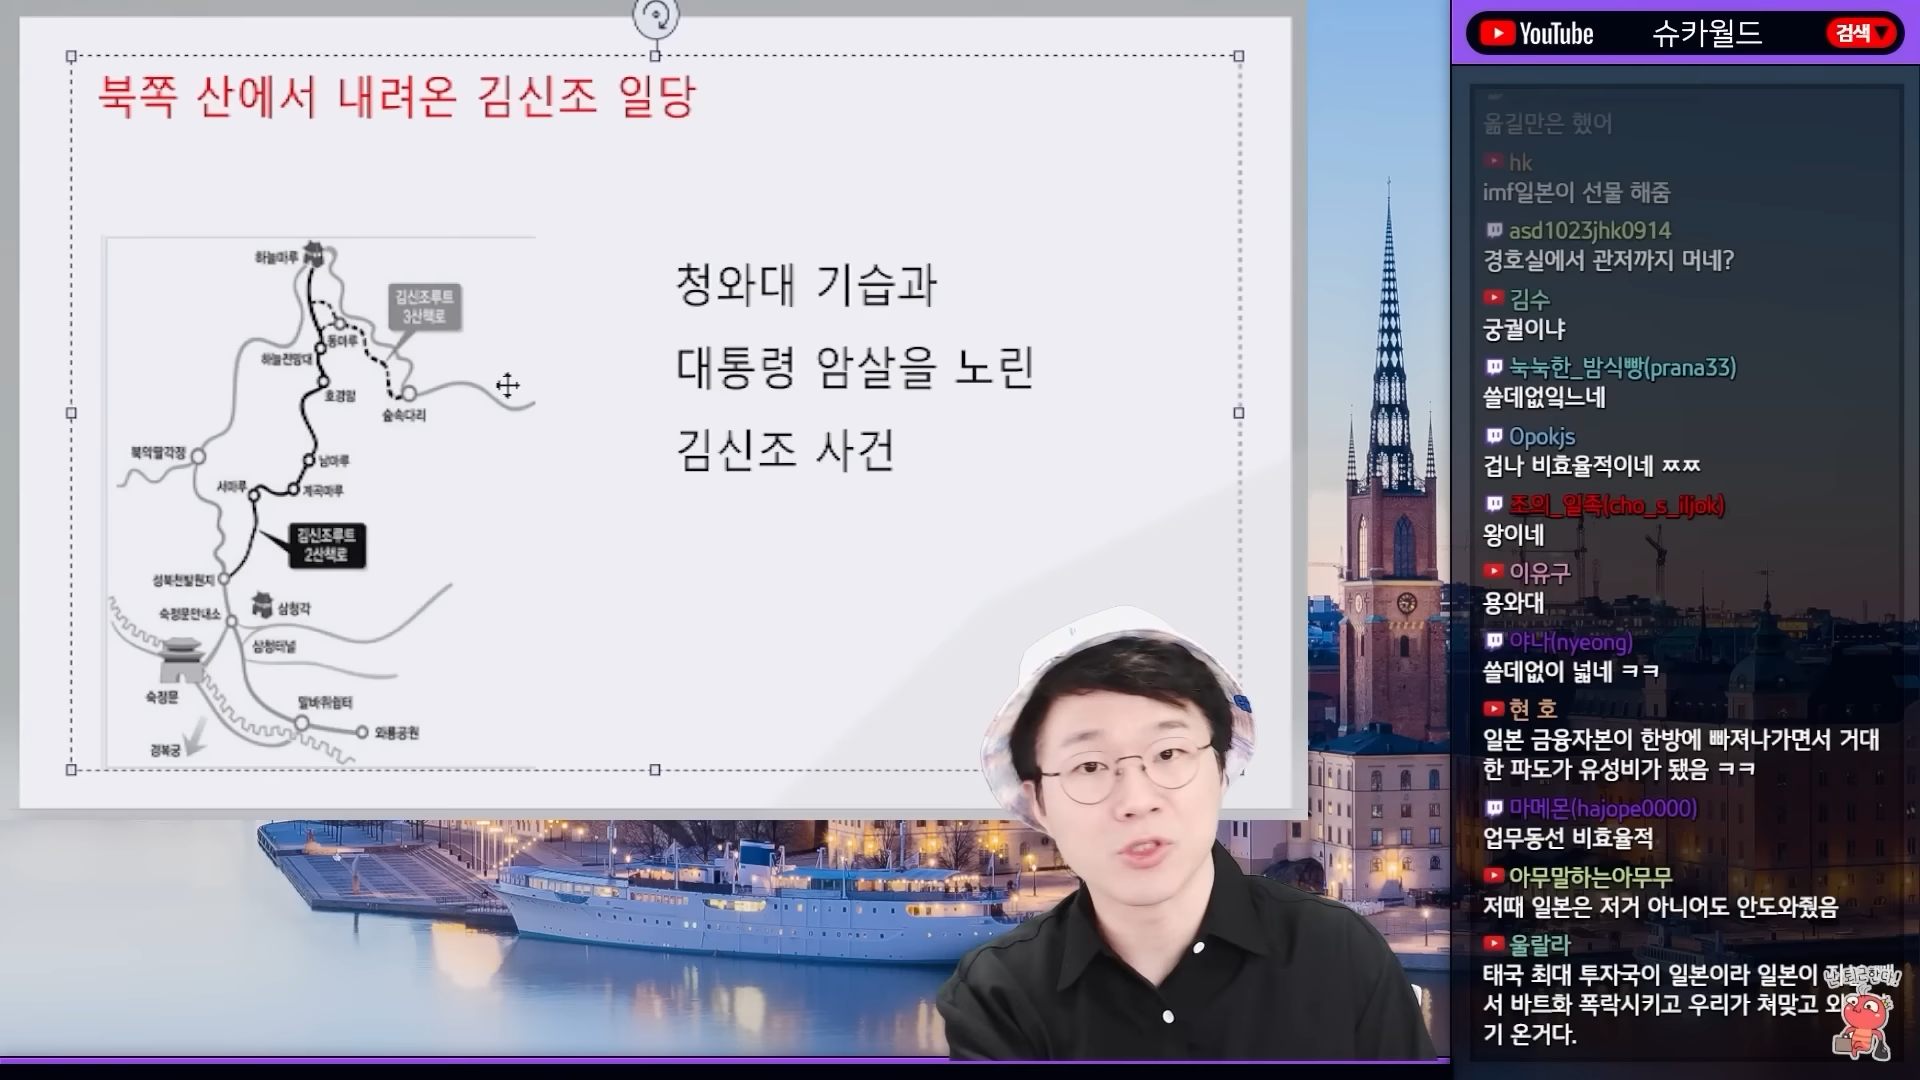 북쪽 산에서 내려온 김신조 일당
하늘마루
김신조루트
3산책로
동마루
하늘전망대
호경암
숲속다리
북악팔각정
남마루
서마루
계곡마루
김신조루트
2산책로
성북천발원지
숙정문안내소
삼청각
삼청터널
숙정문
말바위쉼터
와룡공원
경복궁
청와대 기습과
대통령 암살을 노린
김신조 사건
YouTube 슈카월드 검색
옮길만은 했어
hk
imf일본이 선물 해줌
asd1023jhk0914
경호실에서 관저까지 머네?
김수
궁궐이냐
눅눅한_밤식빵(prana33)
쓸데없잌느네
Opokjs
겁나 비효율적이네 ㅉㅉ
조의_일족(cho_s_iljok)
왕이네
이유구
용와대
야나(nyeong)
쓸데없이 넓네 ㅋㅋ
현 호
일본 금융자본이 한방에 빠져나가면서 거대
한 파도가 유성비가 됐음 ㅋㅋ
마메몬(hajope0000)
업무동선 비효율적
아무말하는아무무
저때 일본은 저거 아니어도 안도와줬음
울랄라
태국 최대 투자국이 일본이라 일본이
서 바트화 폭락시키고 우리가 쳐맞고
기 온거다.